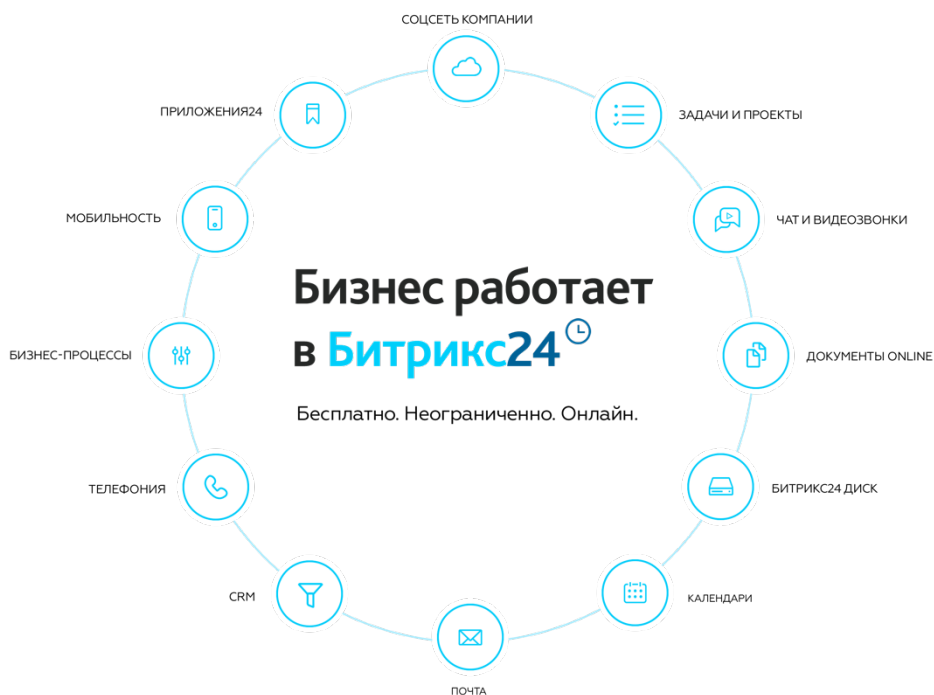 СОЦСЕТЬ КОМПАНИИ
ПРИЛОЖЕНИЯ24
ЗАДАЧИ И ПРОЕКТЫ
МОБИЛЬНОСТЬ
ЧАТ И ВИДЕОЗВОНКИ
Бизнес работает
в Битрикс24
БИЗНЕС-ПРОЦЕССЫ
ДОКУМЕНТЫ ONLINE
Бесплатно. Неограниченно. Онлайн.
ТЕЛЕФОНИЯ
БИТРИКС24 ДИСК
CRM
КАЛЕНДАРИ
ПОЧТА